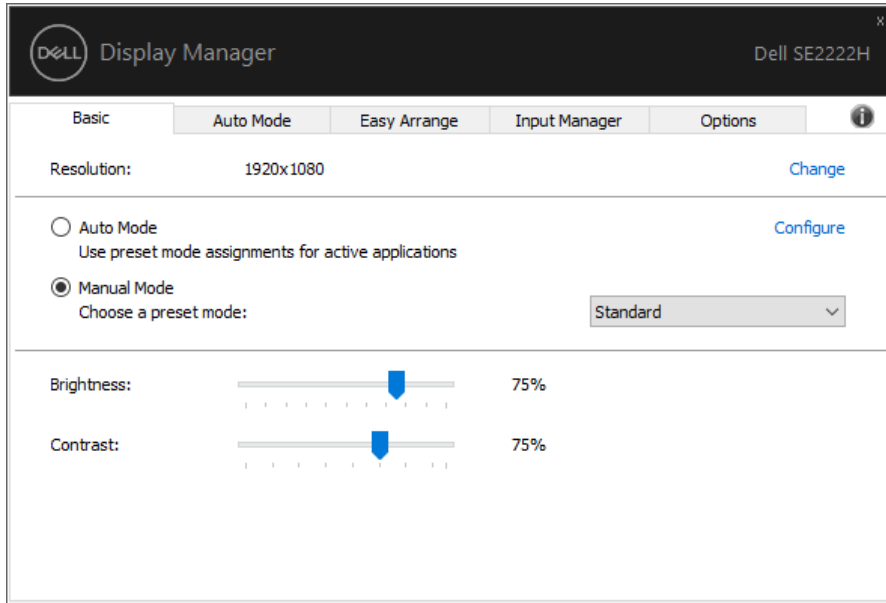 x
DELL Display Manager Dell SE2222H
Basic Auto Mode Easy Arrange Input Manager Options i
Resolution: 1920x1080 Change
Auto Mode Configure
Use preset mode assignments for active applications
Manual Mode
Choose a preset mode: Standard
Brightness: 75%
Contrast: 75%